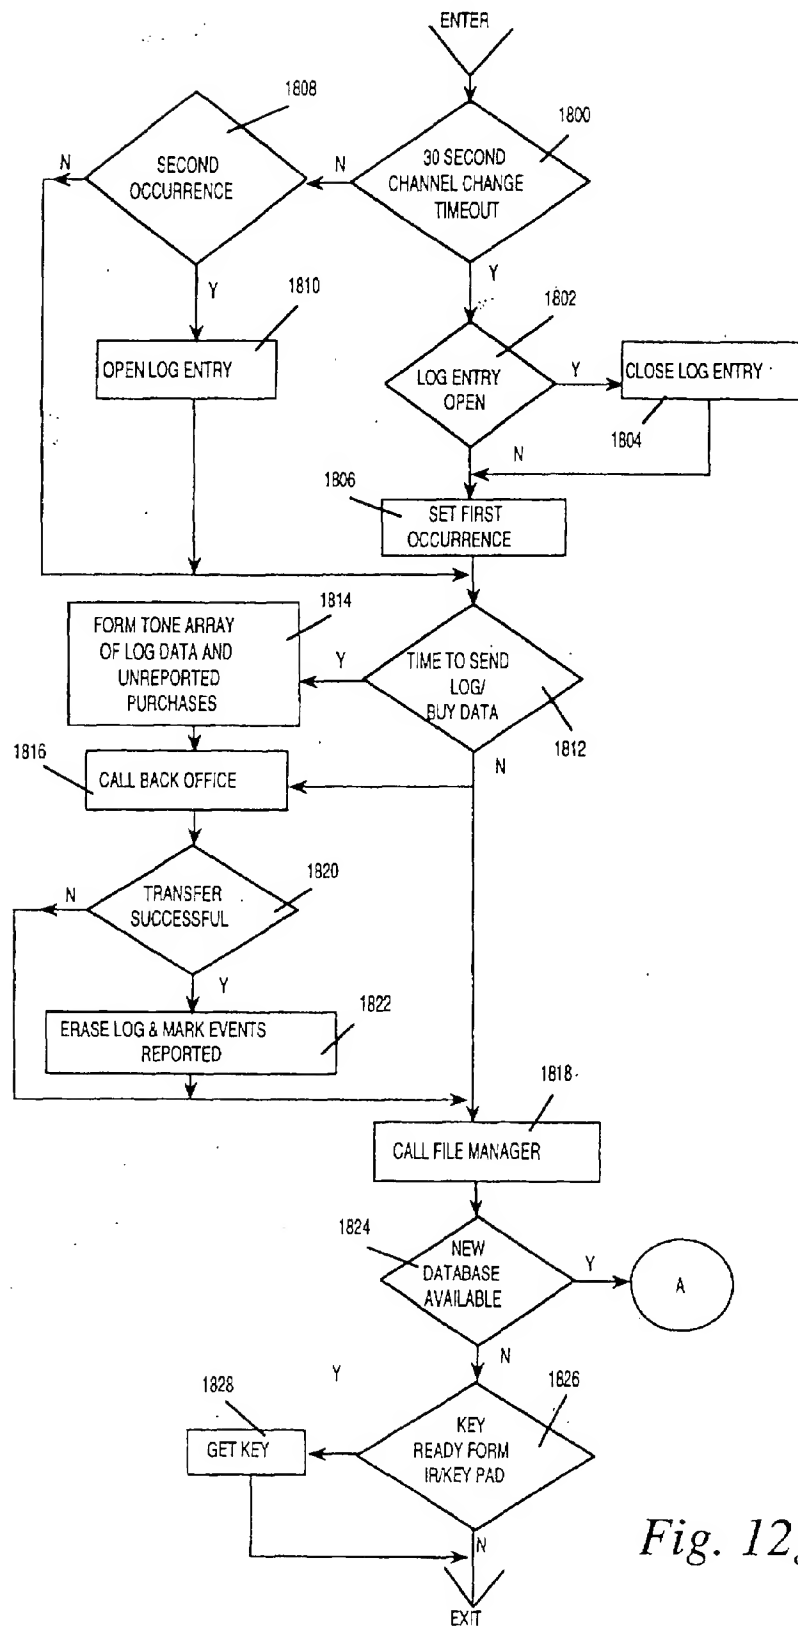 ENTER
1808
1800
N
SECOND
OCCURRENCE
N
30 SECOND
CHANNEL CHANGE
TIMEOUT
Y
1810
Y
1802
OPEN LOG ENTRY
LOG ENTRY
OPEN
Y
CLOSE LOG ENTRY
1804
N
1806
SET FIRST
OCCURRENCE
1814
FORM TONE ARRAY
OF LOG DATA AND
UNREPORTED
PURCHASES
Y
TIME TO SEND
LOG/
BUY DATA
1812
1816
N
CALL BACK OFFICE
1820
N
TRANSFER
SUCCESSFUL
Y
1822
ERASE LOG & MARK EVENTS
REPORTED
1818
CALL FILE MANAGER
1824
NEW
DATABASE
AVAILABLE
Y
A
N
Y
1828
1826
GET KEY
KEY
READY FORM
IR/KEY PAD
N
Fig. 12
EXIT